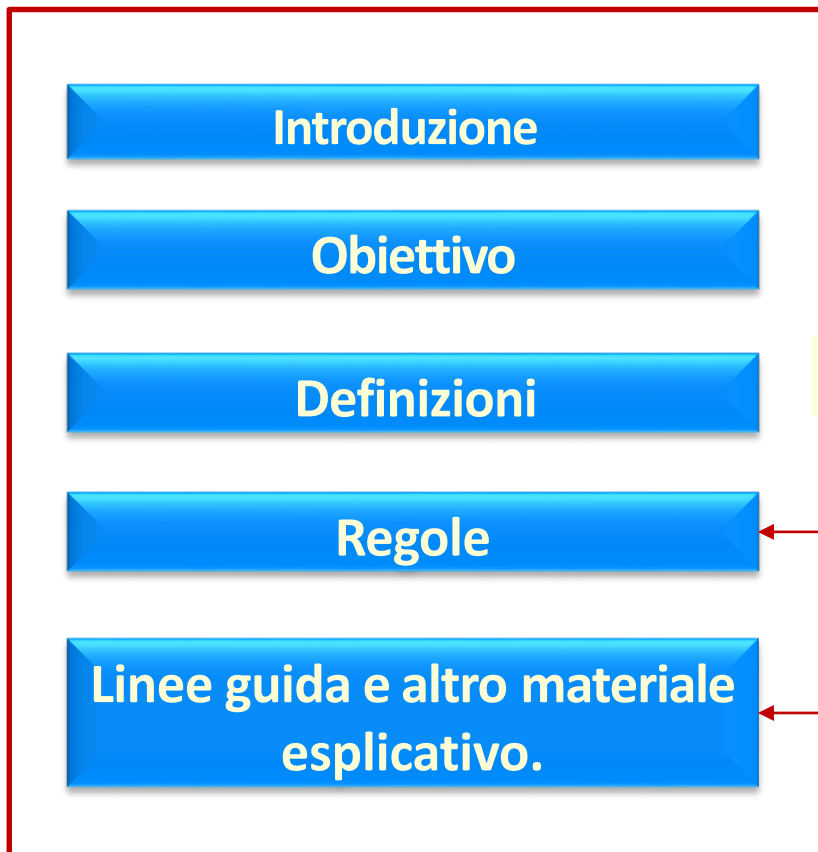 Introduzione
Obiettivo
Definizioni
Regole
Linee guida e altro materiale
esplicativo.